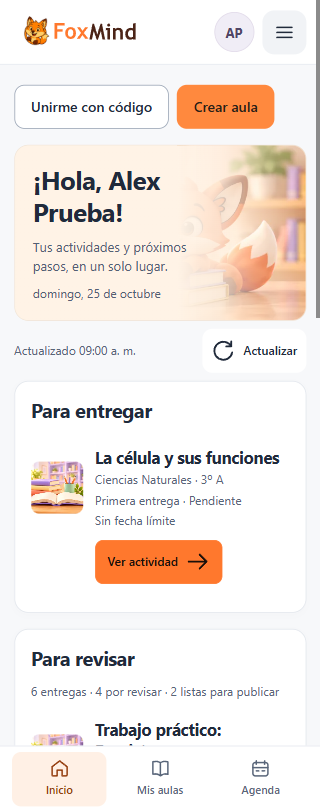 FoxMind
AP
Unirme con código
Crear aula
¡Hola, Alex
Prueba!
Tus actividades y próximos
pasos, en un solo lugar.
domingo, 25 de octubre
Actualizado 09:00 a. m.
Actualizar
Para entregar
La célula y sus funciones
Ciencias Naturales · 3º A
Primera entrega · Pendiente
Sin fecha límite
Ver actividad
Para revisar
6 entregas · 4 por revisar · 2 listas para publicar
Trabajo práctico:
Inicio
Mis aulas
Agenda